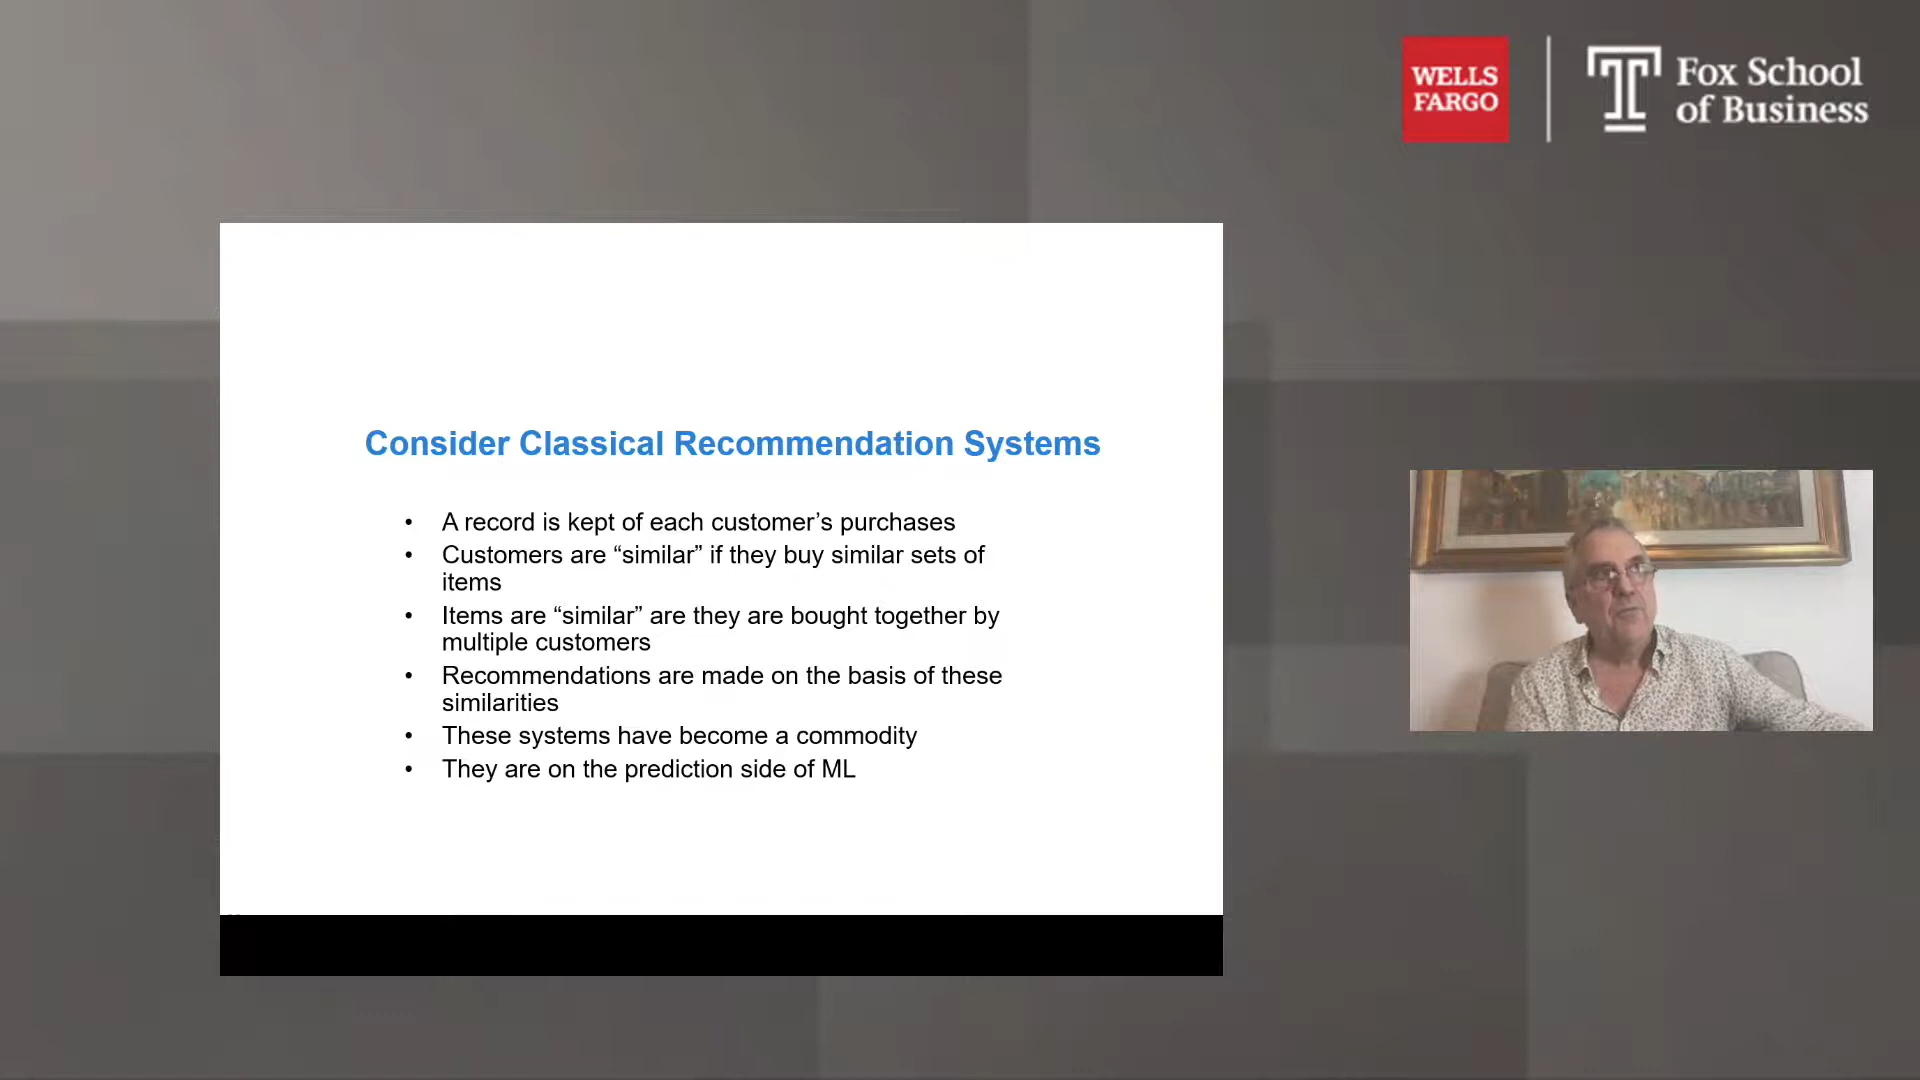 WELLS
FARGO
Fox School
of Business
Consider Classical Recommendation Systems
• A record is kept of each customer’s purchases
• Customers are “similar” if they buy similar sets of
items
• Items are “similar” are they are bought together by
multiple customers
• Recommendations are made on the basis of these
similarities
• These systems have become a commodity
• They are on the prediction side of ML